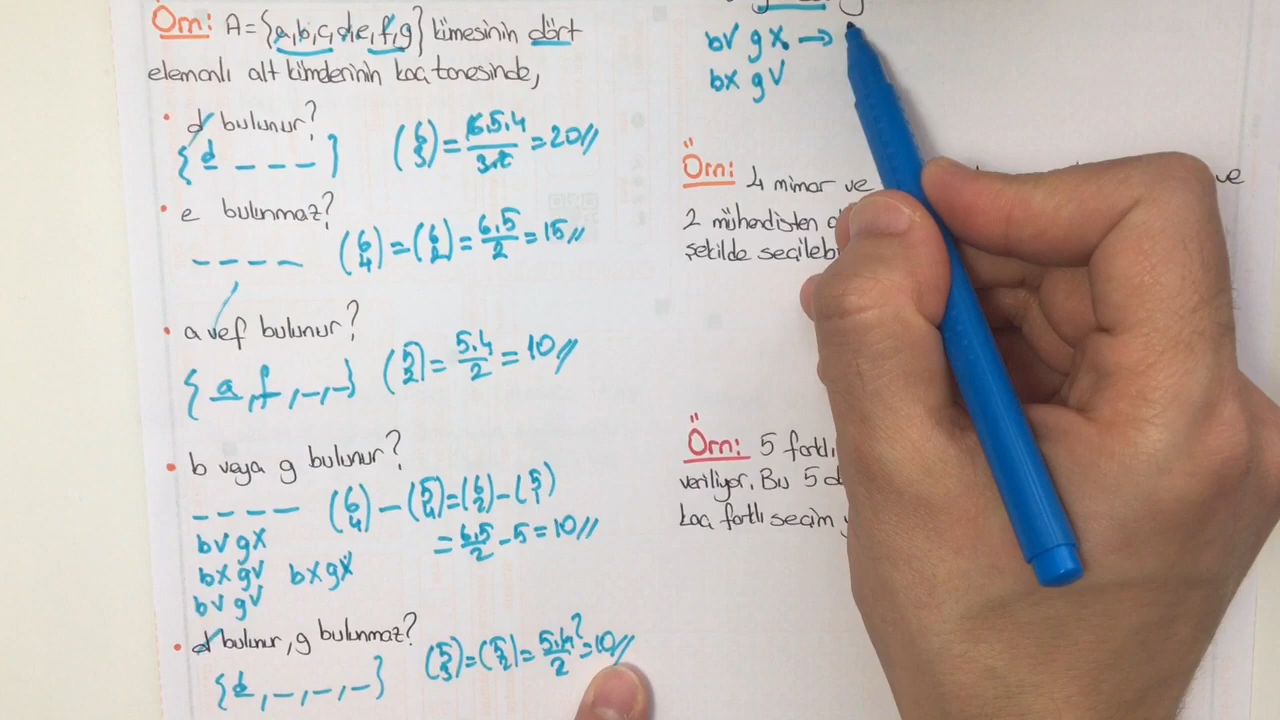 Örn: A={a,b,c,d,e,f,g} kümesinin dört
elemanlı alt kümelerinin kaç tanesinde,
• d bulunur?
{d _ _ _} (6 3)=6.5.4/3.2=20//
• e bulunmaz?
_ _ _ _ (6 4)=(6 2)=6.5/2=15//
• a ve f bulunur?
{a,f,_,_} (5 2)=5.4/2=10//
• b veya g bulunur?
_ _ _ _ (6 4)-(5 4)=(6 2)-(5 1)
=6.5/2-5=10//
b✓ g✗
b✗ g✓ b✗ g✗
b✓ g✓
• d bulunur, g bulunmaz?
{d,_,_,_} (5 3)=(5 2)=5.4/2=10//
b✓ g✗ →
b✗ g✓
Örn: 4 mimar ve ve
2 mühendisten
şekilde
Örn: 5 farklı
veriliyor. Bu 5
kaç farklı seçim